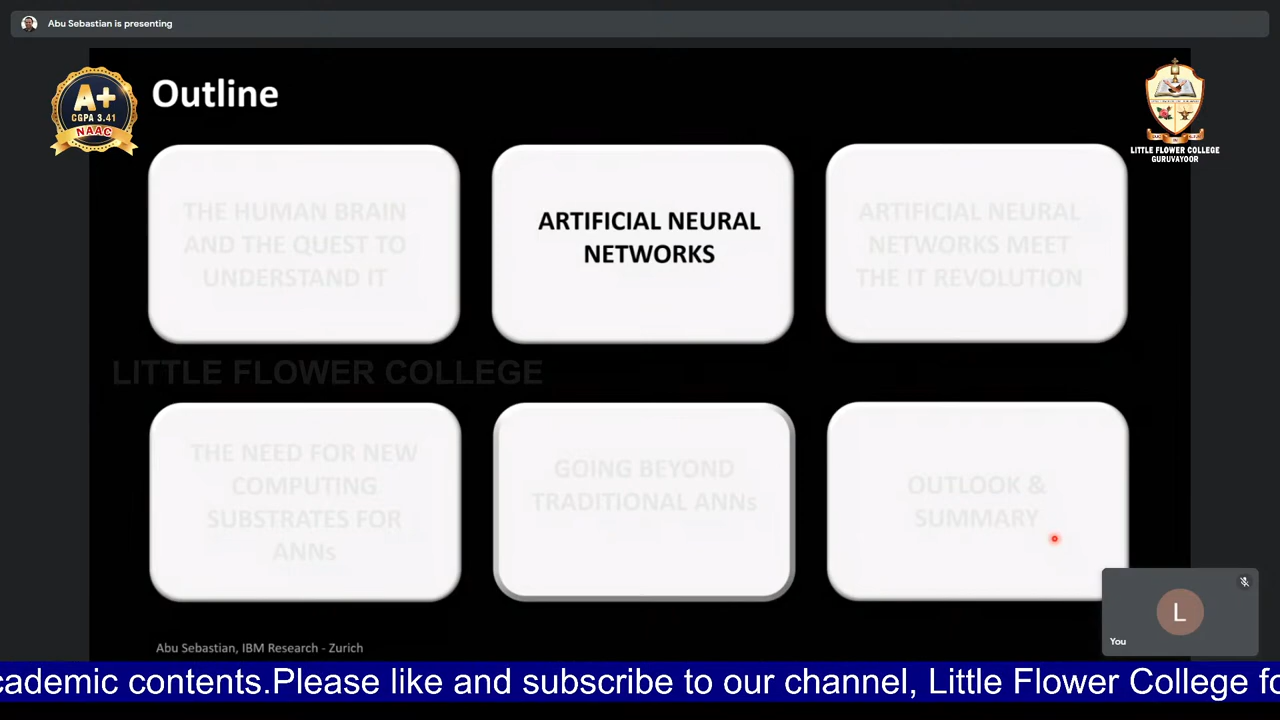 Abu Sebastian is presenting
A+
CGPA 3.41
NAAC
Outline
LITTLE FLOWER COLLEGE
GURUVAYOOR
THE HUMAN BRAIN
AND THE QUEST TO
UNDERSTAND IT
ARTIFICIAL NEURAL
NETWORKS
ARTIFICIAL NEURAL
NETWORKS MEET
THE IT REVOLUTION
LITTLE FLOWER COLLEGE
THE NEED FOR NEW
COMPUTING
SUBSTRATES FOR
ANNs
GOING BEYOND
TRADITIONAL ANNs
OUTLOOK &
SUMMARY
L
You
Abu Sebastian, IBM Research - Zurich
cademic contents.Please like and subscribe to our channel, Little Flower College fo